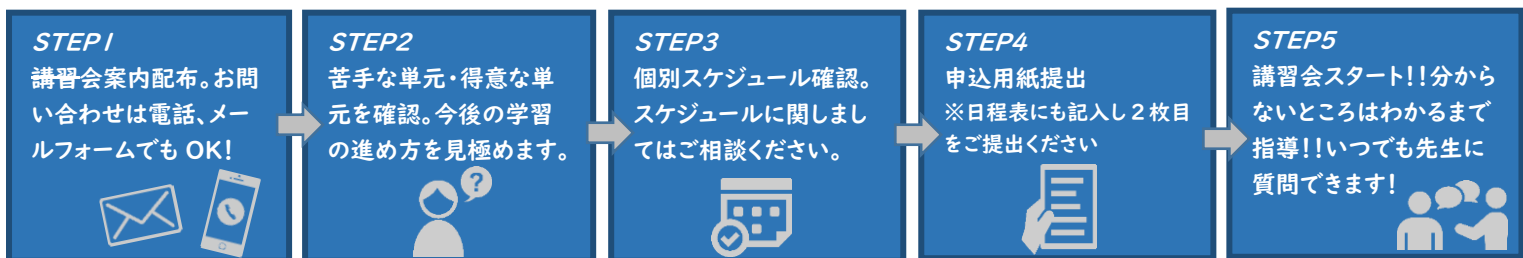 STEP1
講習会案内配布。お問
い合わせは電話、メー
ルフォームでも OK!
STEP2
苦手な単元・得意な単
元を確認。今後の学習
の進め方を見極めます。
?
STEP3
個別スケジュール確認。
スケジュールに関しまし
てはご相談ください。
STEP4
申込用紙提出
※日程表にも記入し2枚目
をご提出ください
STEP5
講習会スタート!!分から
ないところはわかるまで
指導!!いつでも先生に
質問できます!